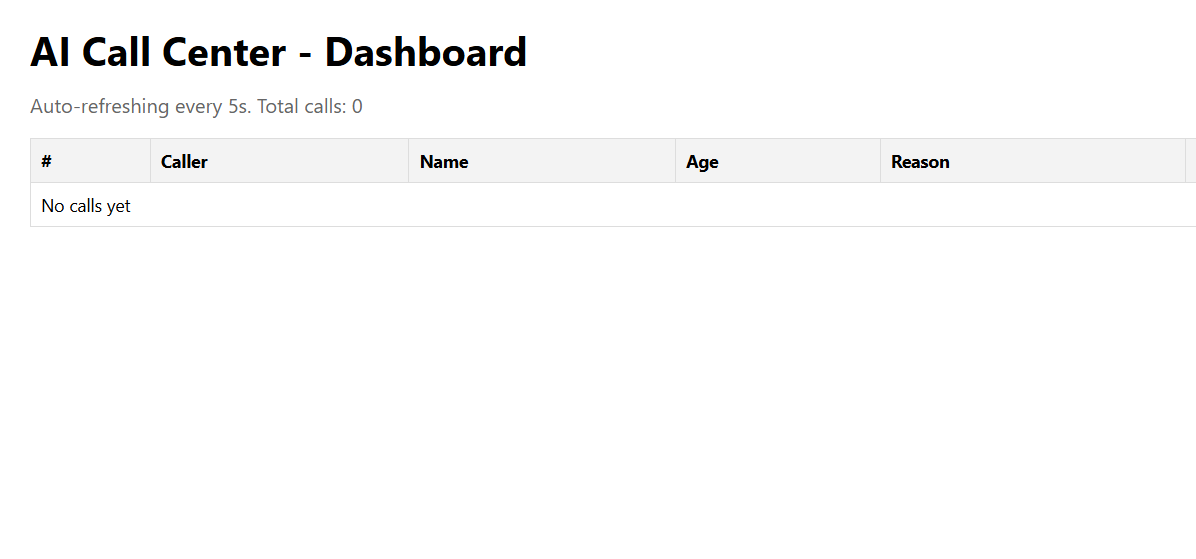 AI Call Center - Dashboard
Auto-refreshing every 5s. Total calls: 0
# Caller Name Age Reason
No calls yet